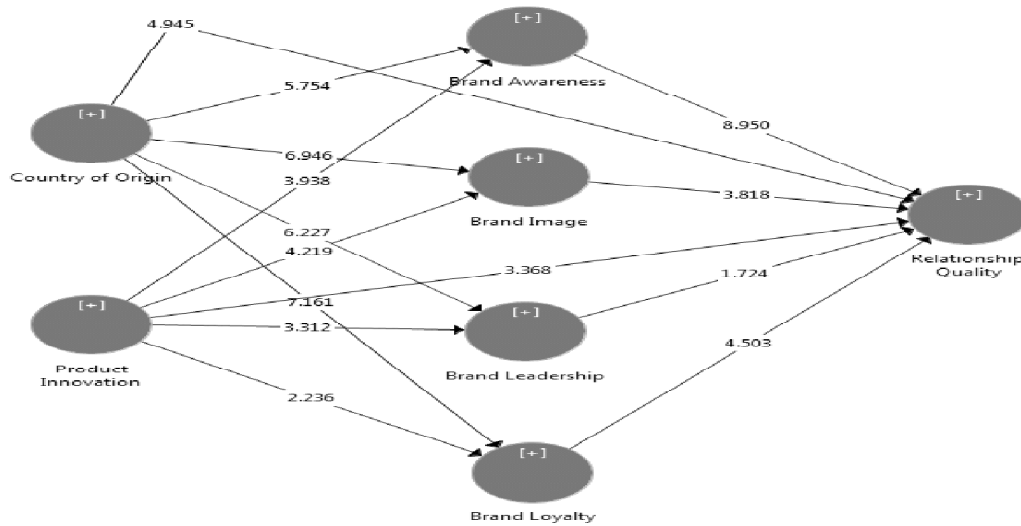 4.945
[+]
Brand Awareness
5.754
[+]
Country of Origin
8.950
6.946
3.938
[+]
Brand Image
3.818
[+]
Relationship
Quality
6.227
4.219
3.368
1.724
[+]
Product
Innovation
7.161
3.312
[+]
Brand Leadership
4.503
2.236
[+]
Brand Loyalty